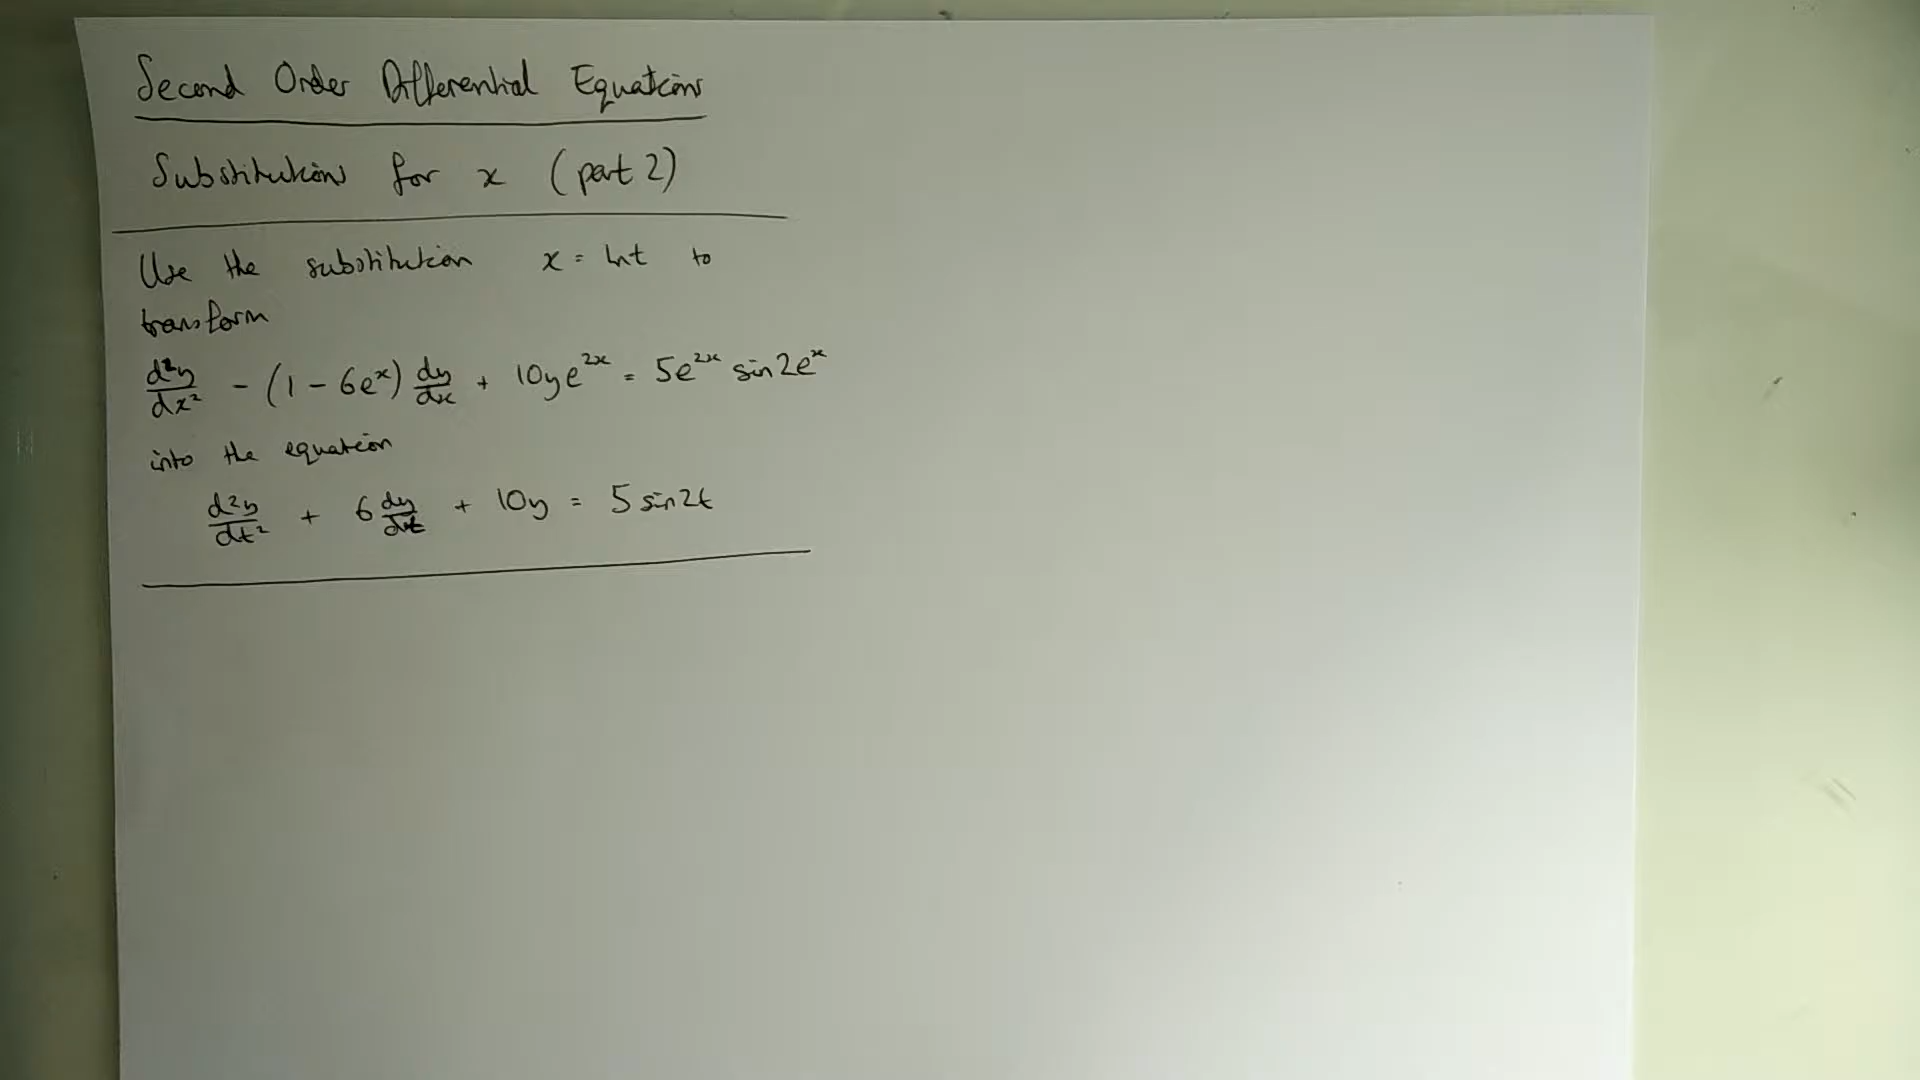 Second Order Differential Equations
Substitutions for x (part 2)
Use the substitution x = lnt to
transform
d²y/dx² - (1 - 6eˣ) dy/dx + 10ye²ˣ = 5e²ˣ sin2eˣ
into the equation
d²y/dt² + 6 dy/dt + 10y = 5 sin2t